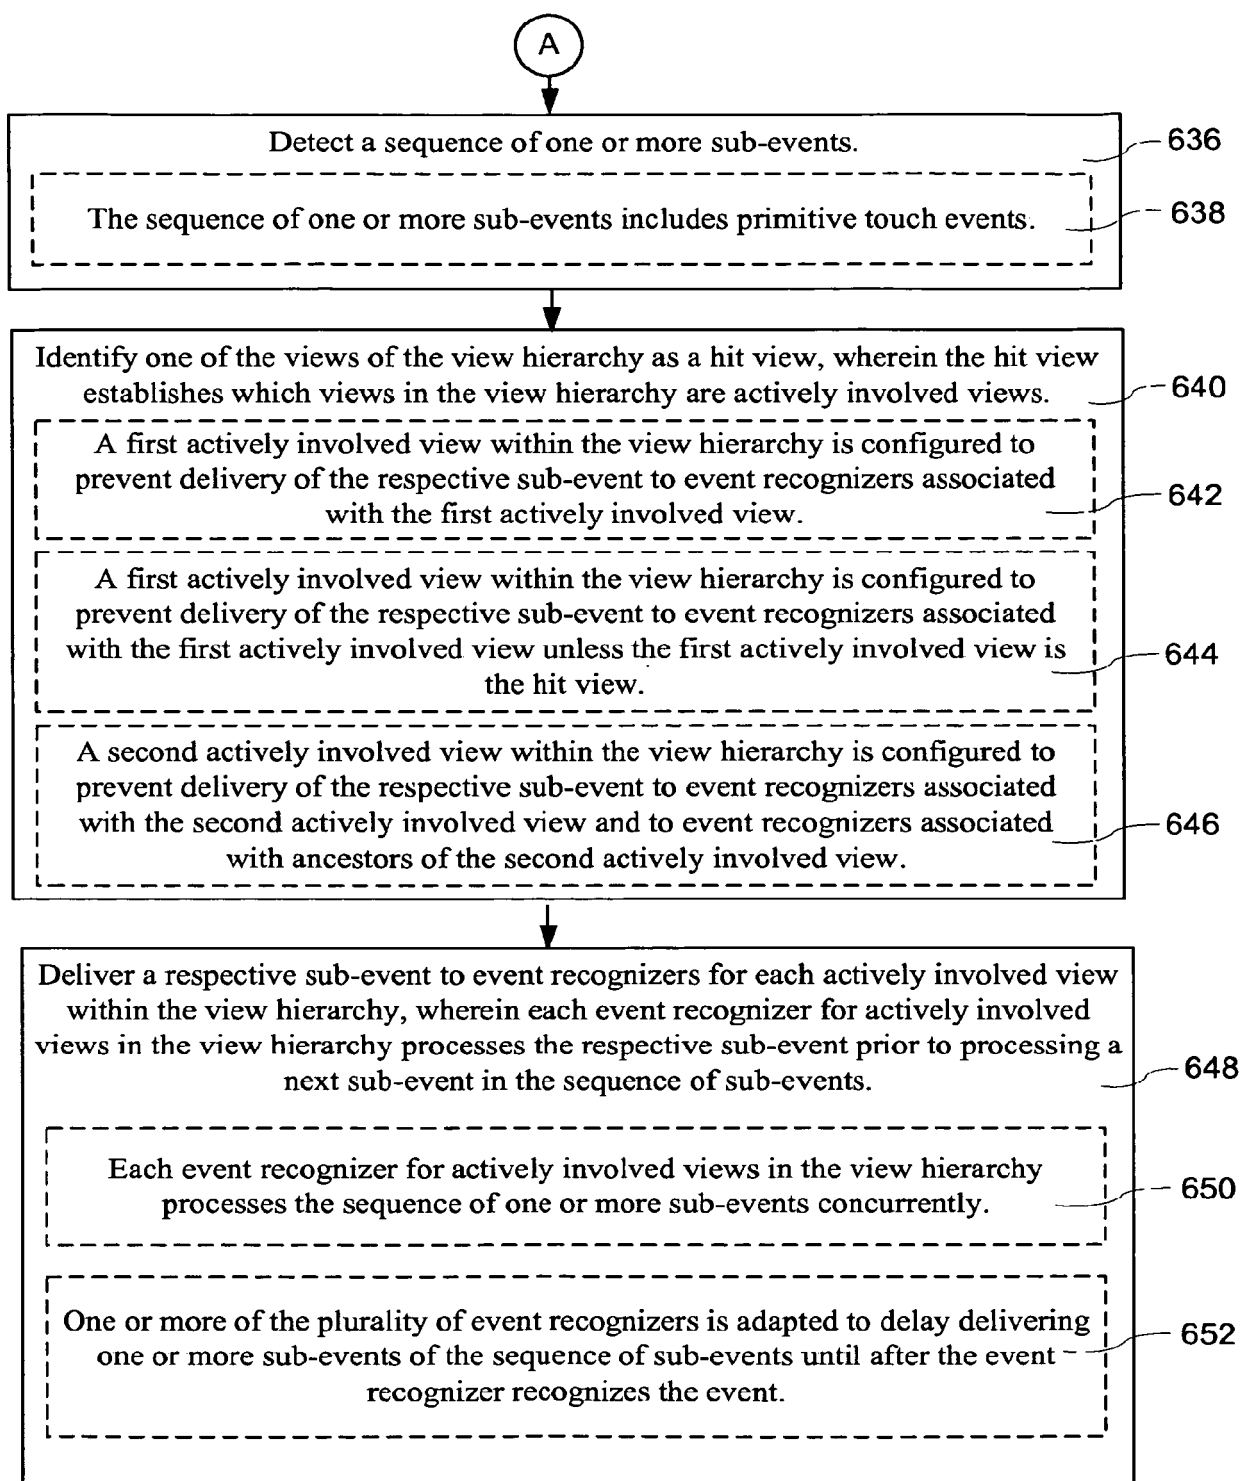 A
Detect a sequence of one or more sub-events.
636
The sequence of one or more sub-events includes primitive touch events.
638
Identify one of the views of the view hierarchy as a hit view, wherein the hit view
establishes which views in the view hierarchy are actively involved views.
640
A first actively involved view within the view hierarchy is configured to
prevent delivery of the respective sub-event to event recognizers associated
with the first actively involved view.
642
A first actively involved view within the view hierarchy is configured to
prevent delivery of the respective sub-event to event recognizers associated
with the first actively involved view unless the first actively involved view is
the hit view.
644
A second actively involved view within the view hierarchy is configured to
prevent delivery of the respective sub-event to event recognizers associated
with the second actively involved view and to event recognizers associated
with ancestors of the second actively involved view.
646
Deliver a respective sub-event to event recognizers for each actively involved view
within the view hierarchy, wherein each event recognizer for actively involved
views in the view hierarchy processes the respective sub-event prior to processing a
next sub-event in the sequence of sub-events.
648
Each event recognizer for actively involved views in the view hierarchy
processes the sequence of one or more sub-events concurrently.
650
One or more of the plurality of event recognizers is adapted to delay delivering
one or more sub-events of the sequence of sub-events until after the event
recognizer recognizes the event.
652